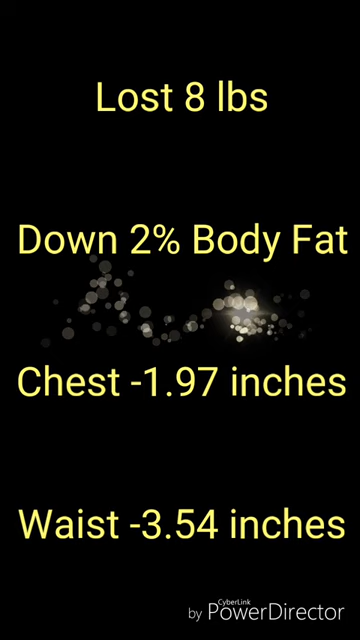 Lost 8 lbs
Down 2% Body Fat
Chest -1.97 inches
Waist -3.54 inches
CyberLink
by PowerDirector